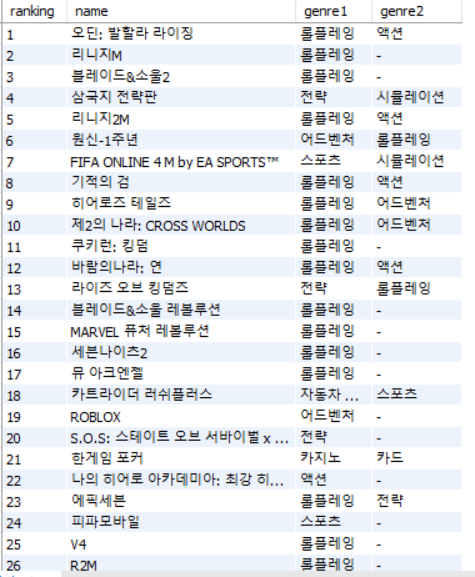 ranking name genre1 genre2
1 오딘: 발할라 라이징 롤플레잉 액션
2 리니지M 롤플레잉 -
3 블레이드&소울2 롤플레잉 -
4 삼국지 전략판 전략 시뮬레이션
5 리니지2M 롤플레잉 액션
6 원신-1주년 어드벤처 롤플레잉
7 FIFA ONLINE 4 M by EA SPORTS™ 스포츠 시뮬레이션
8 기적의 검 롤플레잉 액션
9 히어로즈 테일즈 롤플레잉 어드벤처
10 제2의 나라: CROSS WORLDS 롤플레잉 어드벤처
11 쿠키런: 킹덤 롤플레잉 -
12 바람의나라: 연 롤플레잉 액션
13 라이즈 오브 킹덤즈 전략 롤플레잉
14 블레이드&소울 레볼루션 롤플레잉 -
15 MARVEL 퓨처 레볼루션 롤플레잉 -
16 세븐나이츠2 롤플레잉 -
17 뮤 아크엔젤 롤플레잉 -
18 카트라이더 러쉬플러스 자동차 ... 스포츠
19 ROBLOX 어드벤처 -
20 S.O.S: 스테이트 오브 서바이벌 x ... 전략 -
21 한게임 포커 카지노 카드
22 나의 히어로 아카데미아: 최강 히... 액션 -
23 에픽세븐 롤플레잉 전략
24 피파모바일 스포츠 -
25 V4 롤플레잉 -
26 R2M 롤플레잉 -